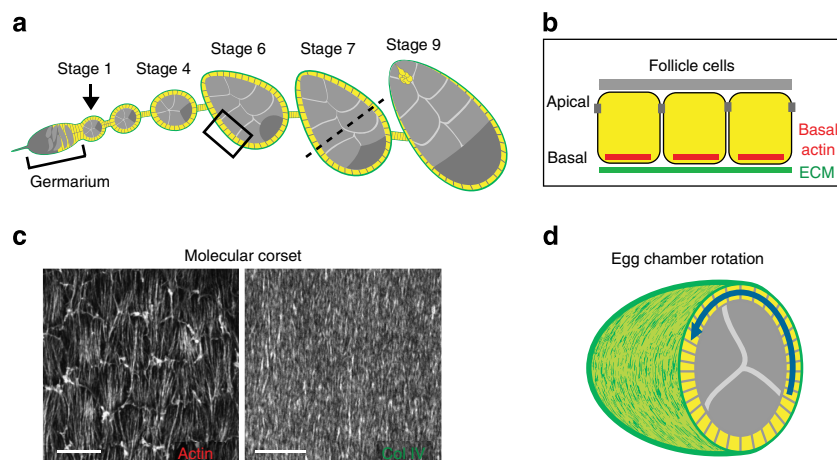 a
Stage 1
Stage 4
Stage 6
Stage 7
Stage 9
Germarium
b
Follicle cells
Apical
Basal
Basal
actin
ECM
c
Molecular corset
Actin
Col IV
d
Egg chamber rotation